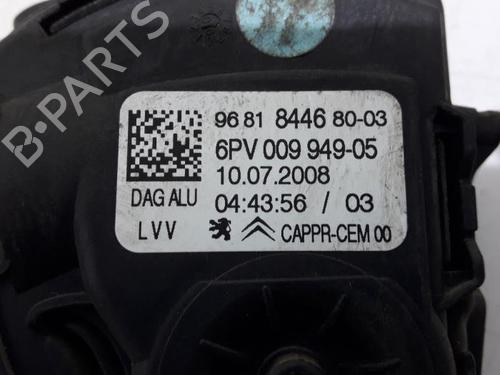 96 81 8446 80-03
6PV 009 949-05
10.07.2008
DAG ALU 04:43:56 / 03
LVV CAPPR-CEM 00
B-PARTS